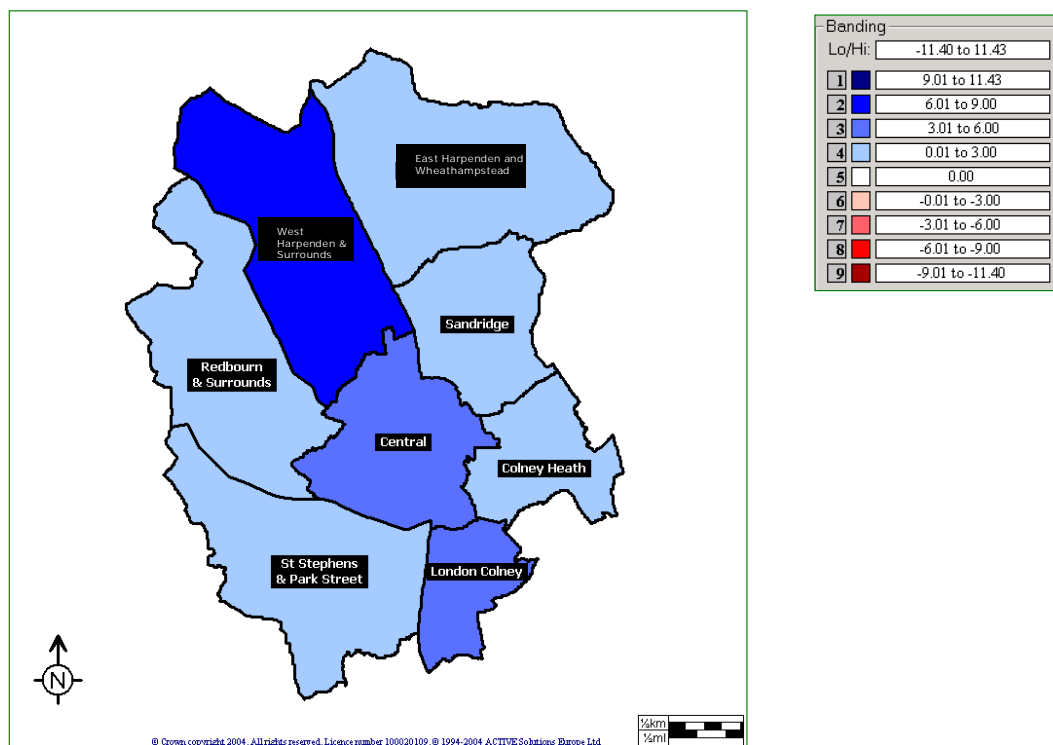 East Harpenden and
Wheathampstead
West
Harpenden &
Surrounds
Sandridge
Redbourn
& Surrounds
Central
Colney Heath
St Stephens
& Park Street
London Colney
N
½km
½ml
© Crown copyright 2004. All rights reserved. Licence number 100020109. © 1994-2004 ACTIVE Solutions Europe Ltd
Banding
Lo/Hi: -11.40 to 11.43
1 9.01 to 11.43
2 6.01 to 9.00
3 3.01 to 6.00
4 0.01 to 3.00
5 0.00
6 -0.01 to -3.00
7 -3.01 to -6.00
8 -6.01 to -9.00
9 -9.01 to -11.40